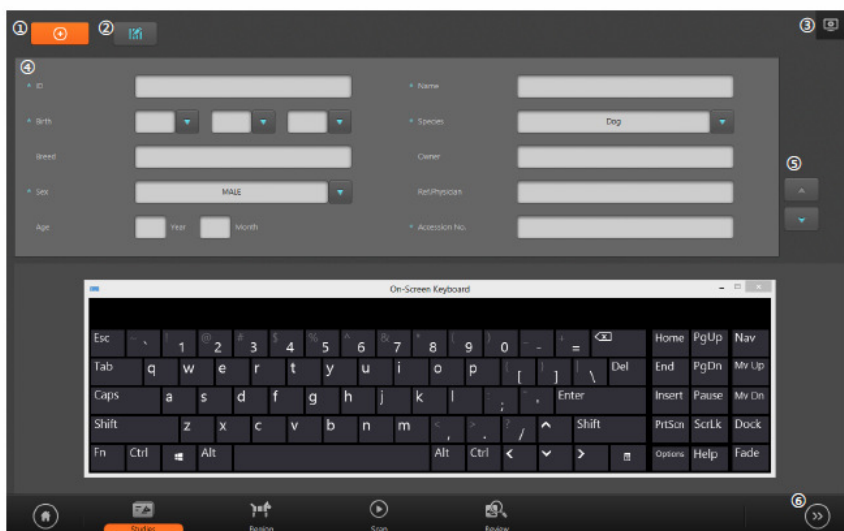 ① ② ③
④
* ID * Name
* Birth * Species Dog
Breed Owner
⑤
* Sex MALE Ref.Physician
Age Year Month * Accession No.
On-Screen Keyboard
Esc ~ ` ! 1 @ 2 # 3 $ 4 % 5 ^ 6 & 7 * 8 ( 9 ) 0 _ - + = Home PgUp Nav
Tab q w e r t y u i o p { [ } ] | \ Del End PgDn Mv Up
Caps a s d f g h j k l : ; " ' Enter Insert Pause Mv Dn
Shift z x c v b n m < , > . ? / Shift PrtScn ScrLk Dock
Fn Ctrl Alt Alt Ctrl Options Help Fade
⑥
Studies Region Scan Review